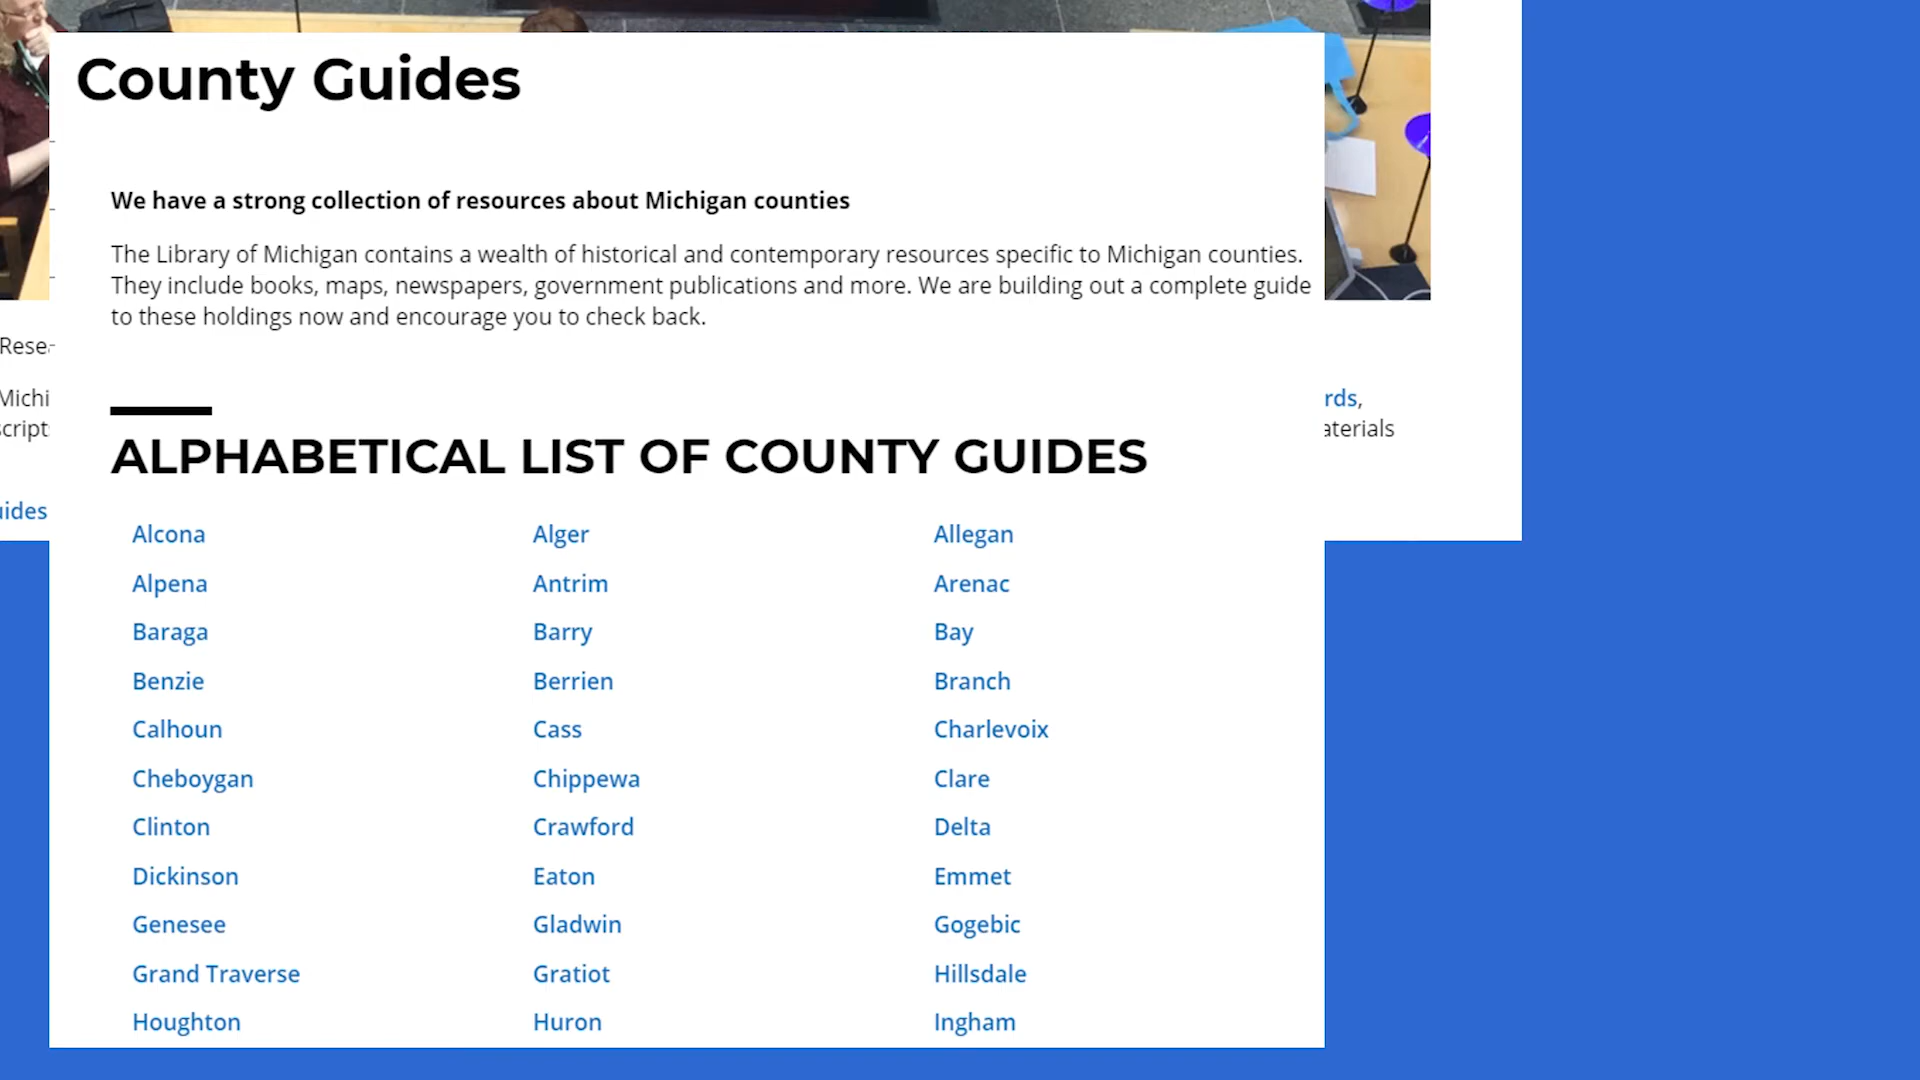 County Guides
We have a strong collection of resources about Michigan counties
The Library of Michigan contains a wealth of historical and contemporary resources specific to Michigan counties.
They include books, maps, newspapers, government publications and more. We are building out a complete guide
to these holdings now and encourage you to check back.
ALPHABETICAL LIST OF COUNTY GUIDES
Alcona Alger Allegan
Alpena Antrim Arenac
Baraga Barry Bay
Benzie Berrien Branch
Calhoun Cass Charlevoix
Cheboygan Chippewa Clare
Clinton Crawford Delta
Dickinson Eaton Emmet
Genesee Gladwin Gogebic
Grand Traverse Gratiot Hillsdale
Houghton Huron Ingham